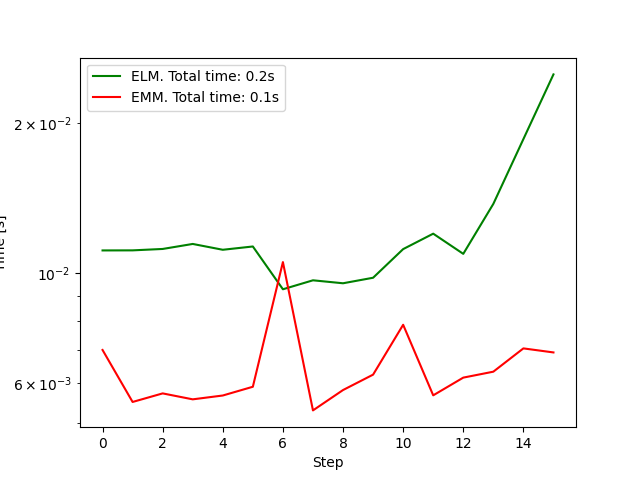 ELM. Total time: 0.2s
EMM. Total time: 0.1s
2 × 10⁻²
10⁻²
6 × 10⁻³
0 2 4 6 8 10 12 14
Step